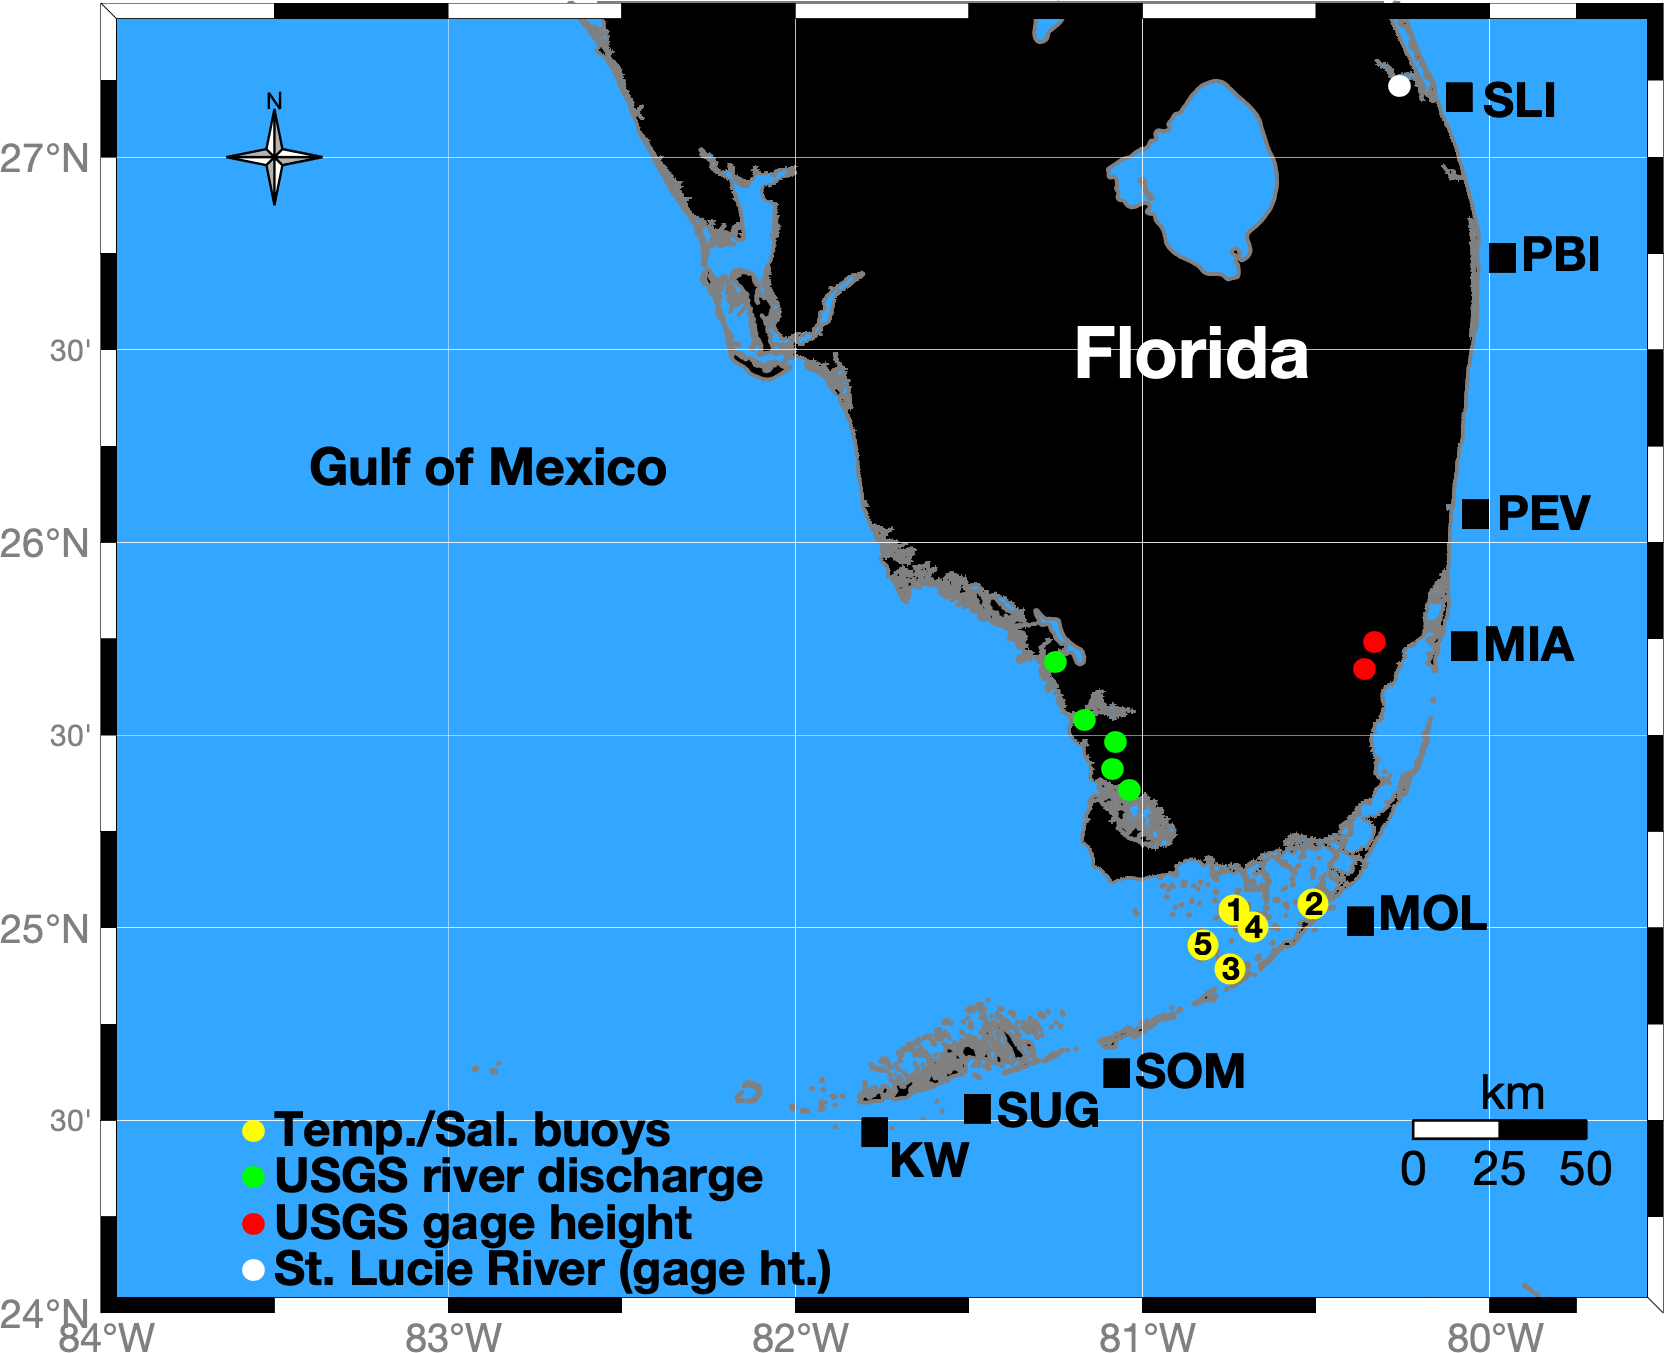 N
SLI
27°N
PBI
30'
Florida
Gulf of Mexico
PEV
26°N
MIA
30'
1
2
MOL
25°N
4
5
3
SOM
km
SUG
30'
Temp./Sal. buoys
KW
0 25 50
USGS river discharge
USGS gage height
St. Lucie River (gage ht.)
24°N
84°W 83°W 82°W 81°W 80°W